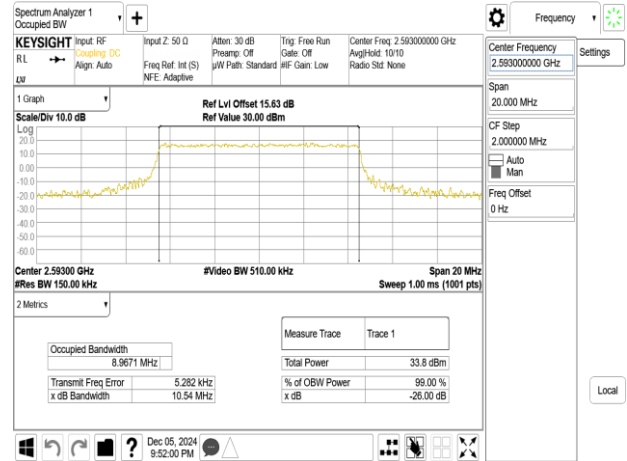 Spectrum Analyzer 1
Occupied BW
Frequency
KEYSIGHT
RL
LXI
Input: RF
Coupling: DC
Align: Auto
Input Z: 50 Ω
Freq Ref: Int (S)
NFE: Adaptive
Atten: 30 dB
Preamp: Off
µW Path: Standard
Trig: Free Run
Gate: Off
#IF Gain: Low
Center Freq: 2.593000000 GHz
Avg|Hold: 10/10
Radio Std: None
Center Frequency
2.593000000 GHz
Settings
Span
20.000 MHz
CF Step
2.000000 MHz
Auto
Man
Freq Offset
0 Hz
Local
1 Graph
Scale/Div 10.0 dB
Ref Lvl Offset 15.63 dB
Ref Value 30.00 dBm
Log
20.0
10.0
0.00
-10.0
-20.0
-30.0
-40.0
-50.0
-60.0
Center 2.59300 GHz
#Res BW 150.00 kHz
#Video BW 510.00 kHz
Span 20 MHz
Sweep 1.00 ms (1001 pts)
2 Metrics
Occupied Bandwidth
8.9671 MHz
Transmit Freq Error 5.282 kHz
x dB Bandwidth 10.54 MHz
Measure Trace Trace 1
Total Power 33.8 dBm
% of OBW Power 99.00 %
x dB -26.00 dB
?
Dec 05, 2024
9:52:00 PM